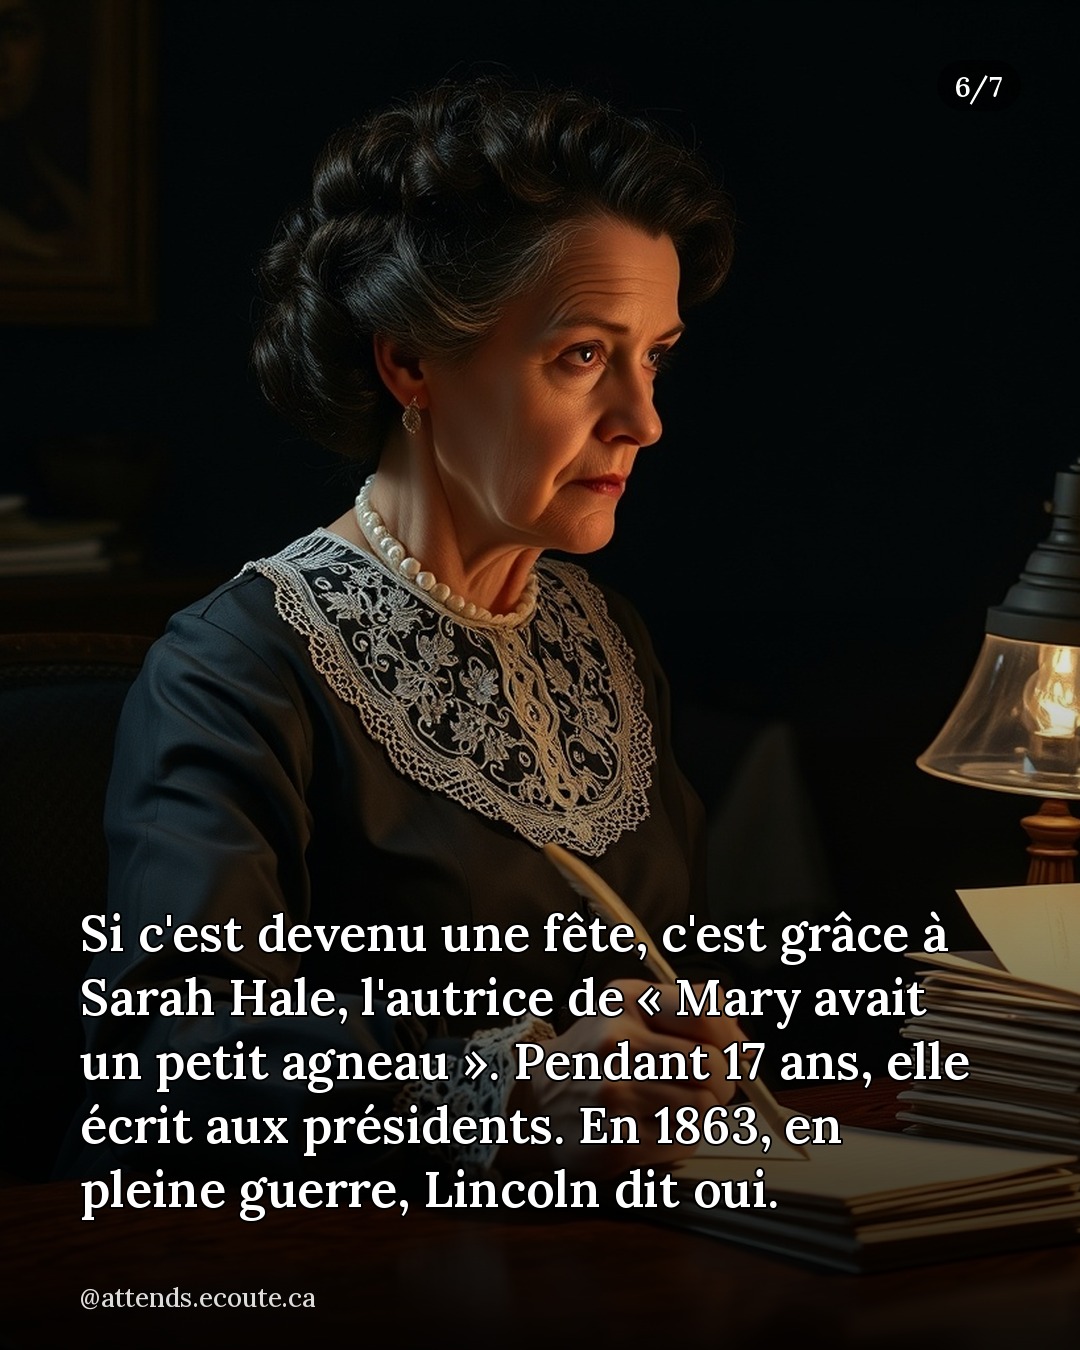 6/7
Si c'est devenu une fête, c'est grâce à
Sarah Hale, l'autrice de « Mary avait
un petit agneau ». Pendant 17 ans, elle
écrit aux présidents. En 1863, en
pleine guerre, Lincoln dit oui.
@attends.ecoute.ca